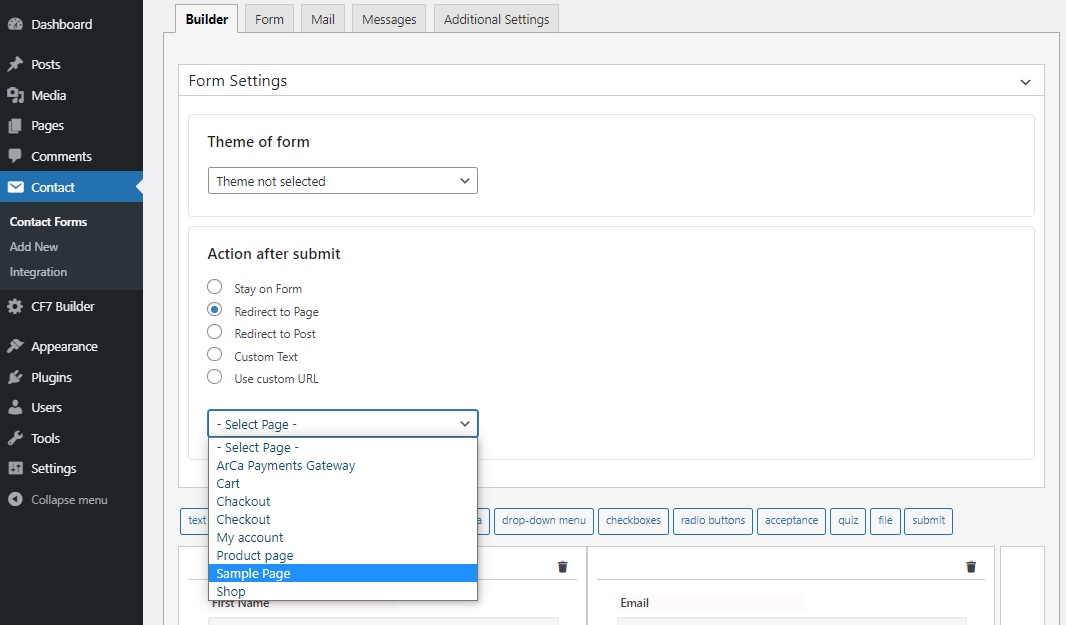 Dashboard
Posts
Media
Pages
Comments
Contact
Contact Forms
Add New
Integration
CF7 Builder
Appearance
Plugins
Users
Tools
Settings
Collapse menu
Builder
Form
Mail
Messages
Additional Settings
Form Settings
Theme of form
Theme not selected
Action after submit
Stay on Form
Redirect to Page
Redirect to Post
Custom Text
Use custom URL
- Select Page -
- Select Page -
ArCa Payments Gateway
Cart
Chackout
Checkout
My account
Product page
Sample Page
Shop
text
drop-down menu
checkboxes
radio buttons
acceptance
quiz
file
submit
First Name
Email